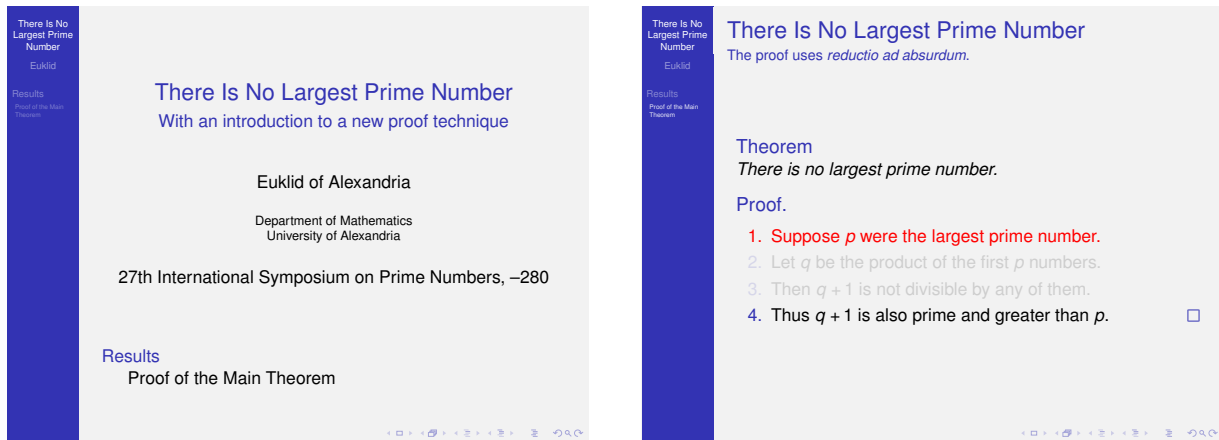 There Is No
Largest Prime
Number
Euklid
Results
Proof of the Main
Theorem
There Is No Largest Prime Number
With an introduction to a new proof technique
Euklid of Alexandria
Department of Mathematics
University of Alexandria
27th International Symposium on Prime Numbers, –280
Results
Proof of the Main Theorem
There Is No
Largest Prime
Number
Euklid
Results
Proof of the Main
Theorem
There Is No Largest Prime Number
The proof uses reductio ad absurdum.
Theorem
There is no largest prime number.
Proof.
1. Suppose p were the largest prime number.
2. Let q be the product of the first p numbers.
3. Then q + 1 is not divisible by any of them.
4. Thus q + 1 is also prime and greater than p. □